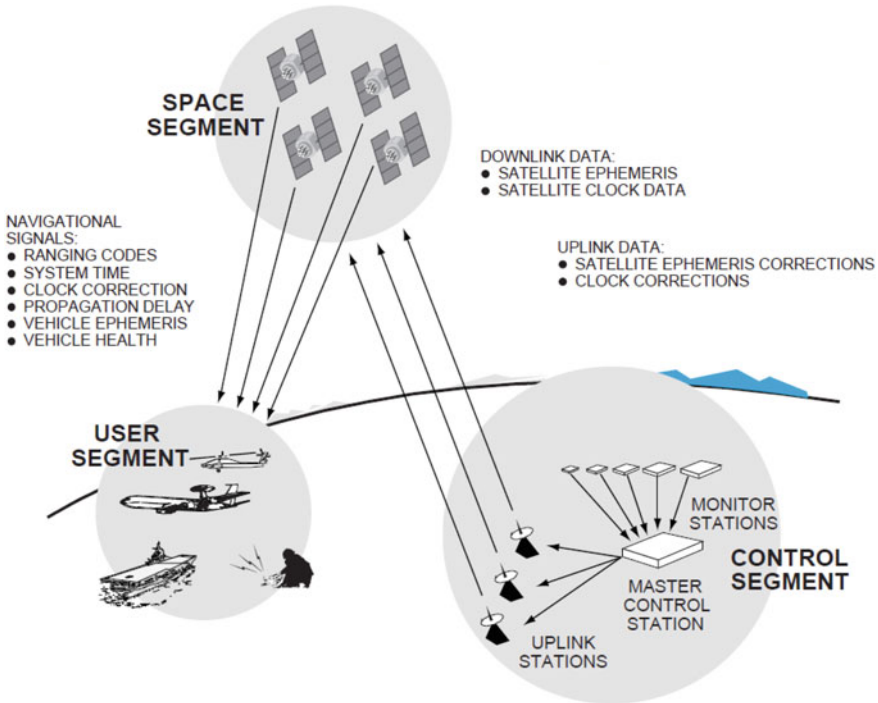 SPACE
SEGMENT
DOWNLINK DATA:
● SATELLITE EPHEMERIS
● SATELLITE CLOCK DATA
NAVIGATIONAL
SIGNALS:
● RANGING CODES
● SYSTEM TIME
● CLOCK CORRECTION
● PROPAGATION DELAY
● VEHICLE EPHEMERIS
● VEHICLE HEALTH
UPLINK DATA:
● SATELLITE EPHEMERIS CORRECTIONS
● CLOCK CORRECTIONS
USER
SEGMENT
MONITOR
STATIONS
CONTROL
SEGMENT
MASTER
CONTROL
STATION
UPLINK
STATIONS